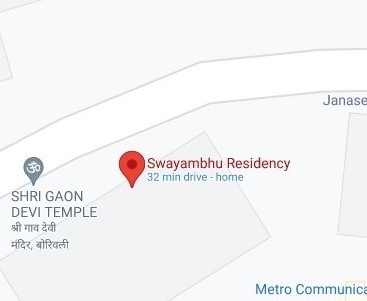 Janase
Swayambhu Residency
32 min drive - home
SHRI GAON
DEVI TEMPLE
श्री गाव देवी
मंदिर, बोरिवली
Metro Communica